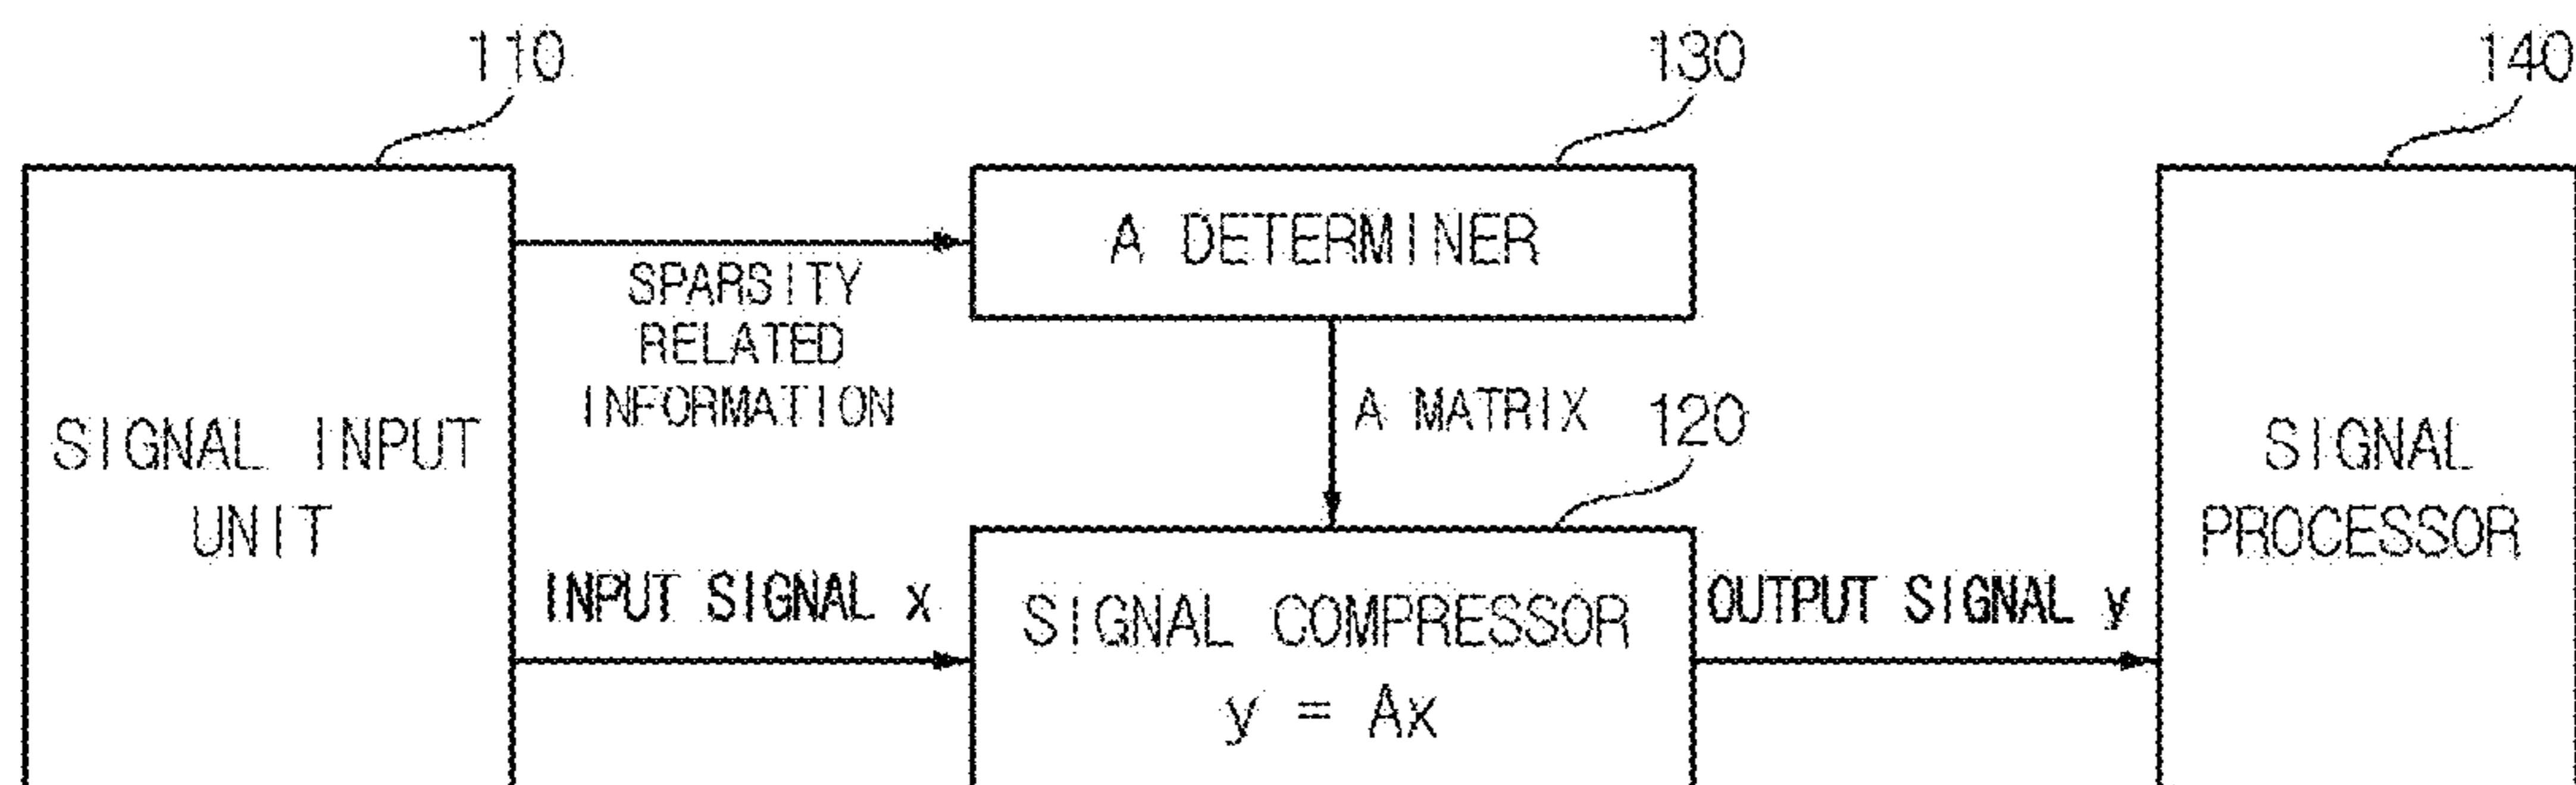 110
130
140
A DETERMINER
SPARSITY
RELATED
INFORMATION
SIGNAL INPUT
UNIT
A MATRIX
120
SIGNAL
PROCESSOR
INPUT SIGNAL x
SIGNAL COMPRESSOR
y = Ax
OUTPUT SIGNAL y